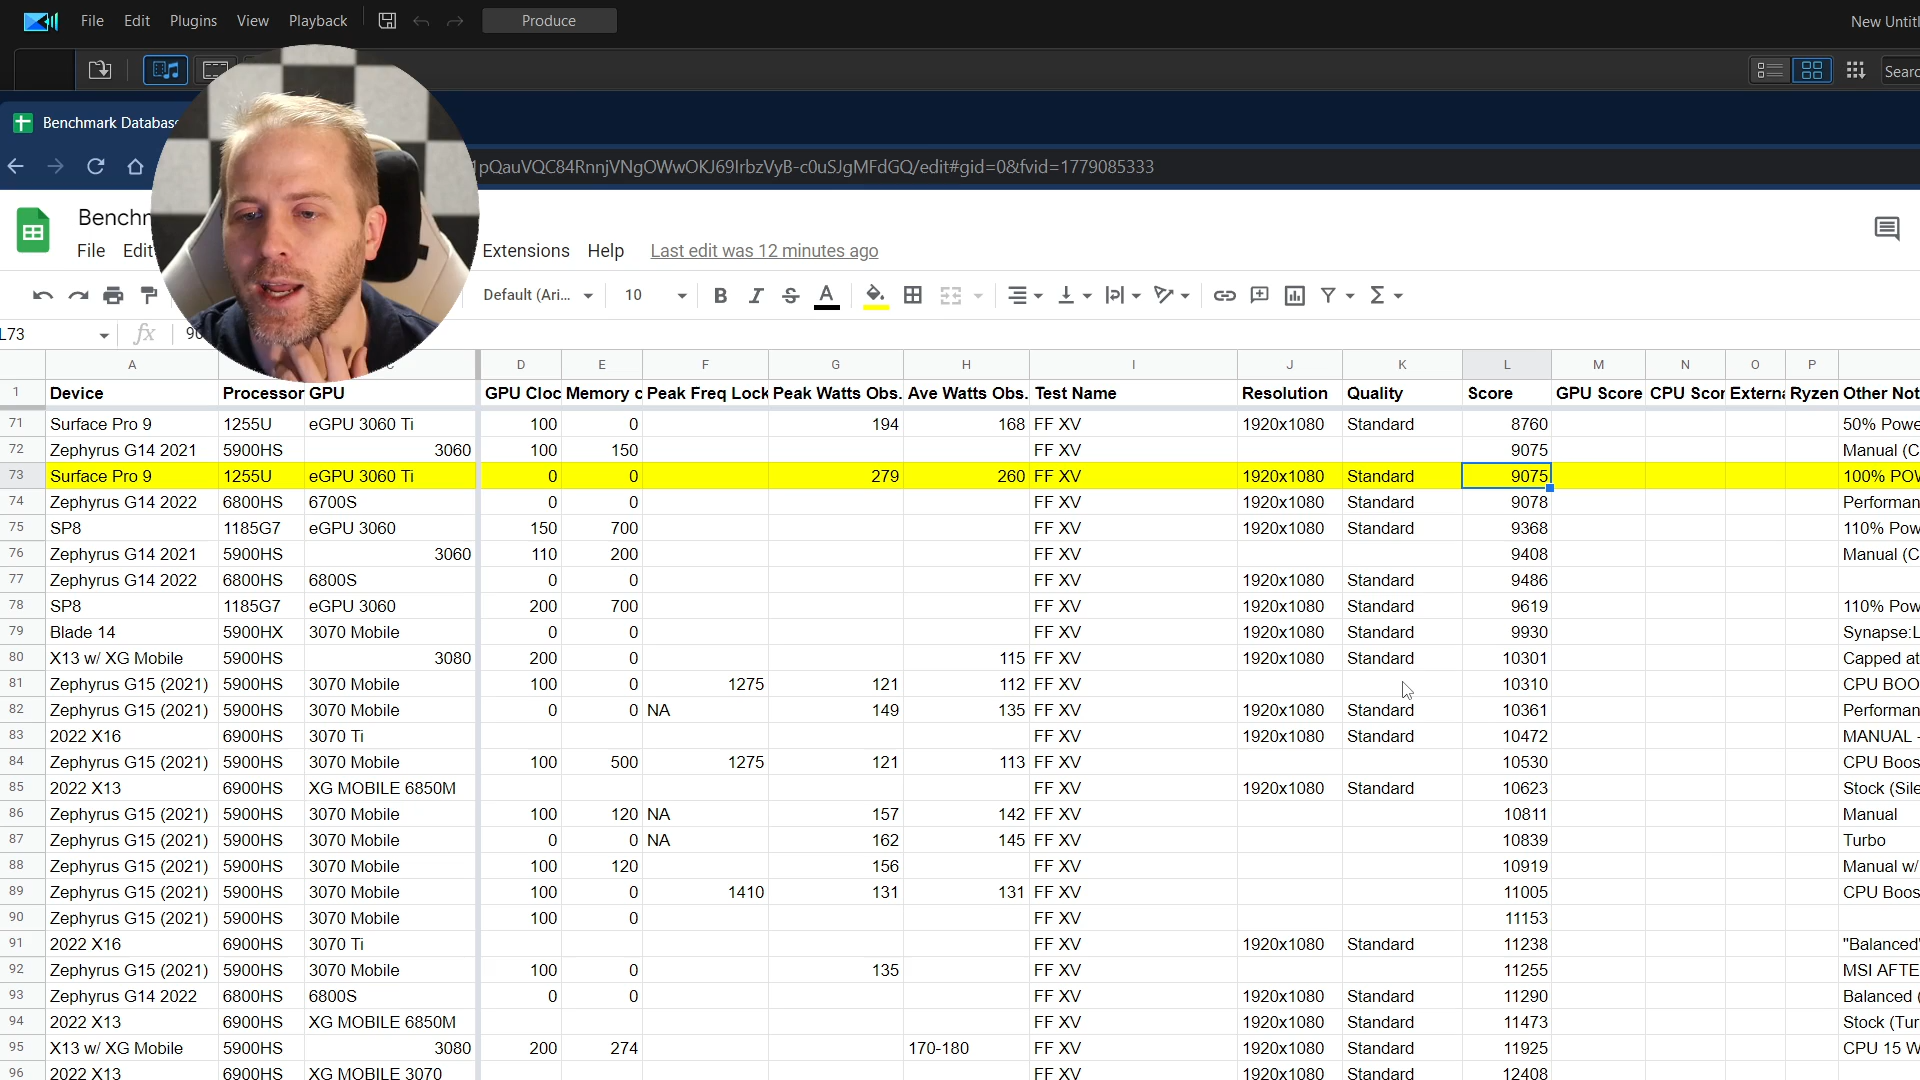 File Edit Plugins View Playback Produce New Untitl
Searc
Benchmark Database
1pQauVQC84RnnjVNgOWwOKJ69IrbzVyB-c0uSJgMFdGQ/edit#gid=0&fvid=1779085333
Benchm
File Edit Extensions Help Last edit was 12 minutes ago
Default (Ari... 10 B I S A
L73 fx 90
A C D E F G H I J K L M N O P
1 Device Processor GPU GPU Cloc Memory c Peak Freq Lock Peak Watts Obs. Ave Watts Obs. Test Name Resolution Quality Score GPU Score CPU Scor Externa Ryzen Other Not
71 Surface Pro 9 1255U eGPU 3060 Ti 100 0 194 168 FF XV 1920x1080 Standard 8760 50% Powe
72 Zephyrus G14 2021 5900HS 3060 100 150 FF XV 9075 Manual (C
73 Surface Pro 9 1255U eGPU 3060 Ti 0 0 279 260 FF XV 1920x1080 Standard 9075 100% POW
74 Zephyrus G14 2022 6800HS 6700S 0 0 FF XV 1920x1080 Standard 9078 Performan
75 SP8 1185G7 eGPU 3060 150 700 FF XV 1920x1080 Standard 9368 110% Pow
76 Zephyrus G14 2021 5900HS 3060 110 200 FF XV 9408 Manual (C
77 Zephyrus G14 2022 6800HS 6800S 0 0 FF XV 1920x1080 Standard 9486
78 SP8 1185G7 eGPU 3060 200 700 FF XV 1920x1080 Standard 9619 110% Pow
79 Blade 14 5900HX 3070 Mobile 0 0 FF XV 1920x1080 Standard 9930 Synapse:L
80 X13 w/ XG Mobile 5900HS 3080 200 0 115 FF XV 1920x1080 Standard 10301 Capped at
81 Zephyrus G15 (2021) 5900HS 3070 Mobile 100 0 1275 121 112 FF XV 10310 CPU BOO
82 Zephyrus G15 (2021) 5900HS 3070 Mobile 0 0 NA 149 135 FF XV 1920x1080 Standard 10361 Performan
83 2022 X16 6900HS 3070 Ti FF XV 1920x1080 Standard 10472 MANUAL -
84 Zephyrus G15 (2021) 5900HS 3070 Mobile 100 500 1275 121 113 FF XV 10530 CPU Boos
85 2022 X13 6900HS XG MOBILE 6850M FF XV 1920x1080 Standard 10623 Stock (Sile
86 Zephyrus G15 (2021) 5900HS 3070 Mobile 100 120 NA 157 142 FF XV 10811 Manual
87 Zephyrus G15 (2021) 5900HS 3070 Mobile 0 0 NA 162 145 FF XV 10839 Turbo
88 Zephyrus G15 (2021) 5900HS 3070 Mobile 100 120 156 FF XV 10919 Manual w/
89 Zephyrus G15 (2021) 5900HS 3070 Mobile 100 0 1410 131 131 FF XV 11005 CPU Boos
90 Zephyrus G15 (2021) 5900HS 3070 Mobile 100 0 FF XV 11153
91 2022 X16 6900HS 3070 Ti FF XV 1920x1080 Standard 11238 "Balanced"
92 Zephyrus G15 (2021) 5900HS 3070 Mobile 100 0 135 FF XV 11255 MSI AFTE
93 Zephyrus G14 2022 6800HS 6800S 0 0 FF XV 1920x1080 Standard 11290 Balanced (
94 2022 X13 6900HS XG MOBILE 6850M FF XV 1920x1080 Standard 11473 Stock (Tur
95 X13 w/ XG Mobile 5900HS 3080 200 274 170-180 FF XV 1920x1080 Standard 11925 CPU 15 W
96 2022 X13 6900HS XG MOBILE 3070 FF XV 1920x1080 Standard 12408